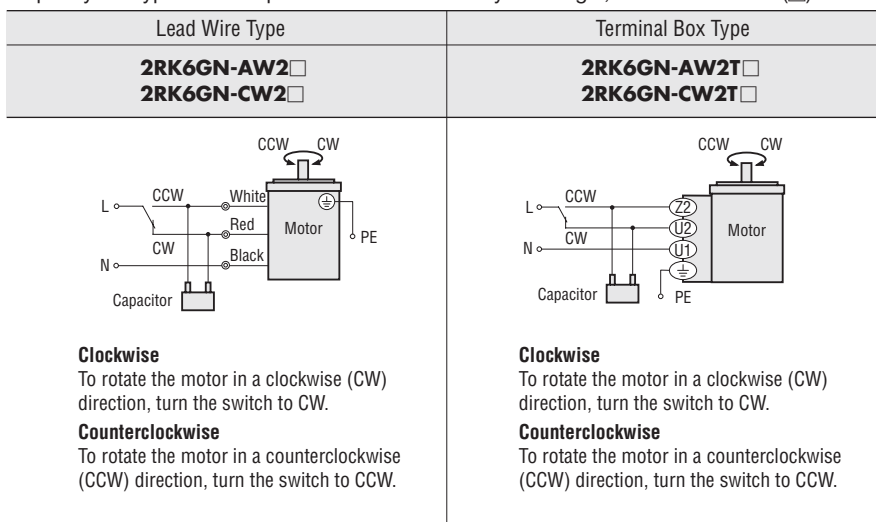 Lead Wire Type
Terminal Box Type
2RK6GN-AW2□
2RK6GN-CW2□
2RK6GN-AW2T□
2RK6GN-CW2T□
CCW CW
L
CCW
White
Red
Motor
PE
CW
Black
N
Capacitor
CCW CW
L
CCW
Z2
U2
Motor
CW
N
U1
Capacitor
PE
Clockwise
To rotate the motor in a clockwise (CW)
direction, turn the switch to CW.
Counterclockwise
To rotate the motor in a counterclockwise
(CCW) direction, turn the switch to CCW.
Clockwise
To rotate the motor in a clockwise (CW)
direction, turn the switch to CW.
Counterclockwise
To rotate the motor in a counterclockwise
(CCW) direction, turn the switch to CCW.